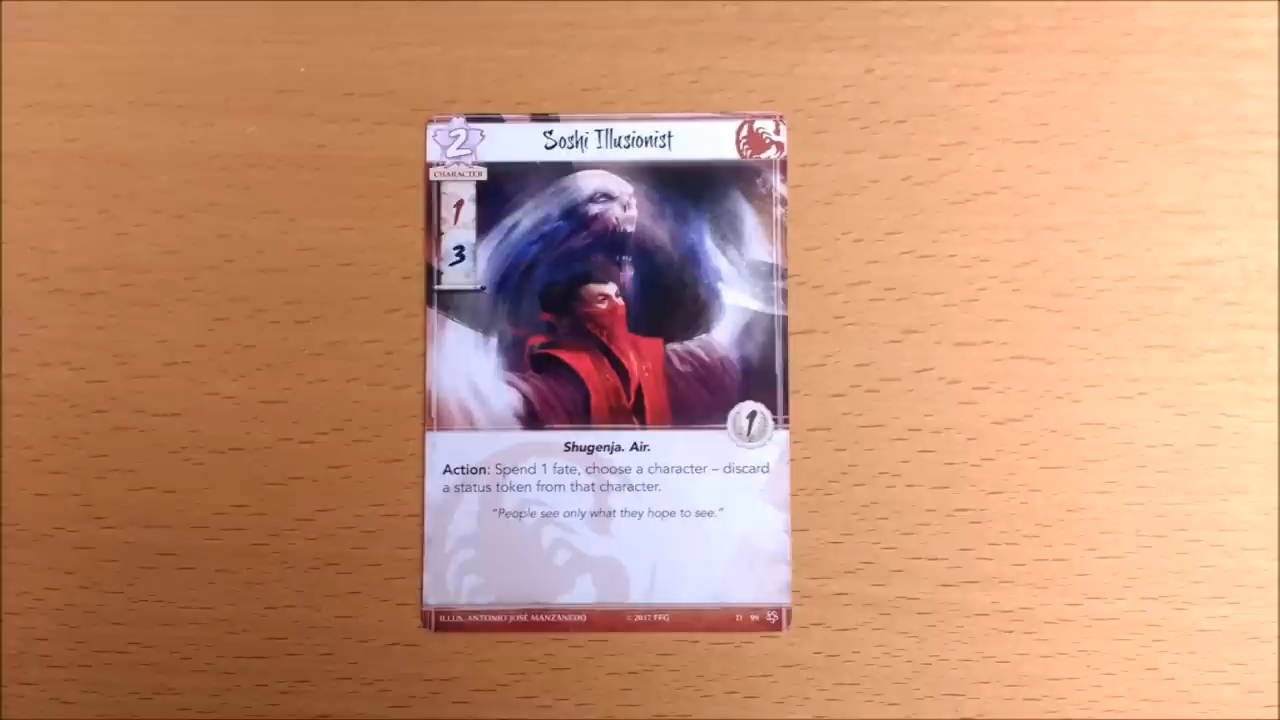 2 Soshi Illusionist
CHARACTER
1
3
1
Shugenja. Air.
Action: Spend 1 fate, choose a character – discard
a status token from that character.
“People see only what they hope to see.”
ILLUS. ANTONIO JOSÉ MANZANEDO © 2017 FFG D 99